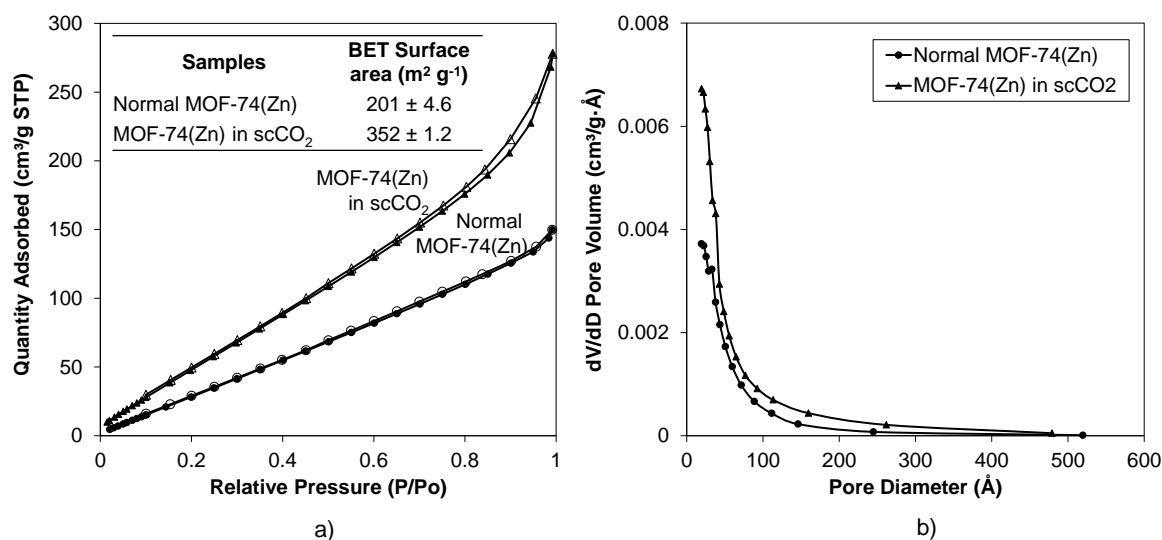 300
250
200
150
100
50
0
Quantity Adsorbed (cm³/g STP)
Samples
BET Surface
area (m² g⁻¹)
Normal MOF-74(Zn) 201 ± 4.6
MOF-74(Zn) in scCO₂ 352 ± 1.2
MOF-74(Zn)
in scCO₂
Normal
MOF-74(Zn)
0 0.2 0.4 0.6 0.8 1
Relative Pressure (P/Po)
a)
0.008
0.006
0.004
0.002
0
dV/dD Pore Volume (cm³/g·Å)
Normal MOF-74(Zn)
MOF-74(Zn) in scCO2
0 100 200 300 400 500 600
Pore Diameter (Å)
b)